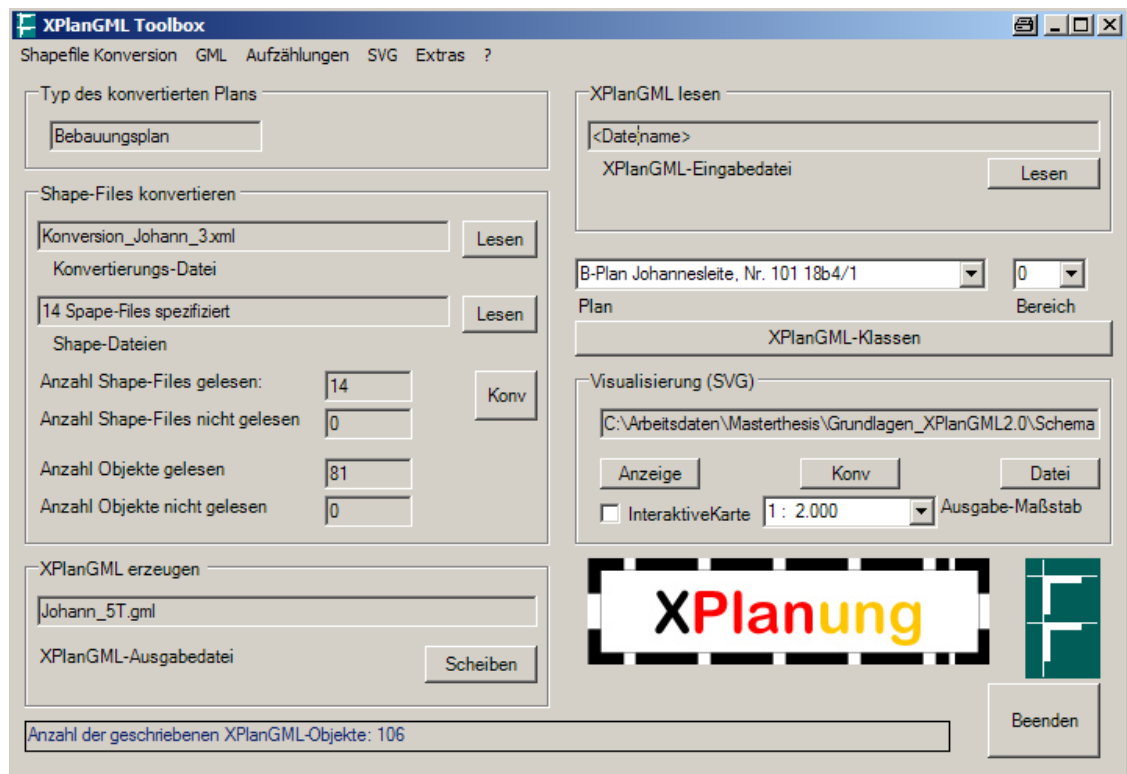 XPlanGML Toolbox
Shapefile Konversion GML Aufzählungen SVG Extras ?
Typ des konvertierten Plans
Bebauungsplan
Shape-Files konvertieren
Konversion_Johann_3.xml
Lesen
Konvertierungs-Datei
14 Spape-Files spezifiziert
Lesen
Shape-Dateien
Anzahl Shape-Files gelesen: 14
Konv
Anzahl Shape-Files nicht gelesen 0
Anzahl Objekte gelesen 81
Anzahl Objekte nicht gelesen 0
XPlanGML erzeugen
Johann_5T.gml
XPlanGML-Ausgabedatei
Scheiben
XPlanGML lesen
<Dateiname>
XPlanGML-Eingabedatei
Lesen
B-Plan Johannesleite, Nr. 101 18b4/1 0
Plan Bereich
XPlanGML-Klassen
Visualisierung (SVG)
C:\Arbeitsdaten\Masterthesis\Grundlagen_XPlanGML2.0\Schema
Anzeige Konv Datei
InteraktiveKarte 1 : 2.000 Ausgabe-Maßstab
XPlanung
Beenden
Anzahl der geschriebenen XPlanGML-Objekte: 106